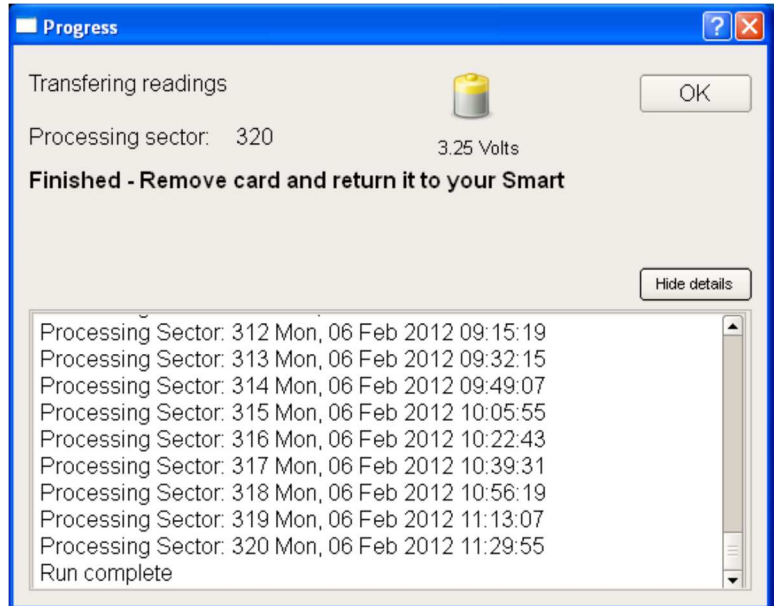 Progress
Transfering readings
OK
Processing sector: 320
3.25 Volts
Finished - Remove card and return it to your Smart
Hide details
Processing Sector: 312 Mon, 06 Feb 2012 09:15:19
Processing Sector: 313 Mon, 06 Feb 2012 09:32:15
Processing Sector: 314 Mon, 06 Feb 2012 09:49:07
Processing Sector: 315 Mon, 06 Feb 2012 10:05:55
Processing Sector: 316 Mon, 06 Feb 2012 10:22:43
Processing Sector: 317 Mon, 06 Feb 2012 10:39:31
Processing Sector: 318 Mon, 06 Feb 2012 10:56:19
Processing Sector: 319 Mon, 06 Feb 2012 11:13:07
Processing Sector: 320 Mon, 06 Feb 2012 11:29:55
Run complete